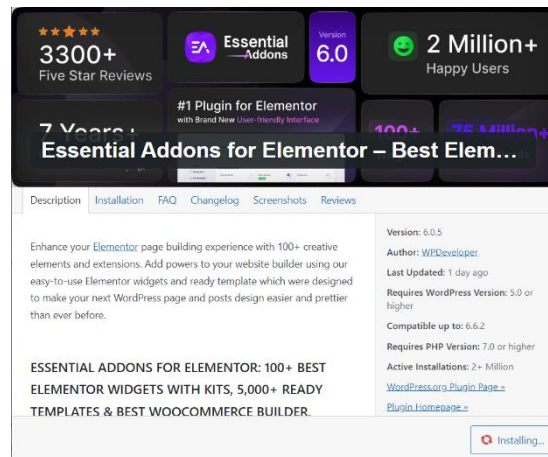 3300+
Five Star Reviews
EA Essential
Addons
Version
6.0
2 Million+
Happy Users
#1 Plugin for Elementor
with Brand New User-friendly Interface
7 Years+
100+
75 Million+
Essential Addons for Elementor – Best Elem...
Description Installation FAQ Changelog Screenshots Reviews
Enhance your Elementor page building experience with 100+ creative
elements and extensions. Add powers to your website builder using our
easy-to-use Elementor widgets and ready template which were designed
to make your next WordPress page and posts design easier and prettier
than ever before.
ESSENTIAL ADDONS FOR ELEMENTOR: 100+ BEST
ELEMENTOR WIDGETS WITH KITS, 5,000+ READY
TEMPLATES & BEST WOOCOMMERCE BUILDER.
Version: 6.0.5
Author: WPDeveloper
Last Updated: 1 day ago
Requires WordPress Version: 5.0 or
higher
Compatible up to: 6.6.2
Requires PHP Version: 7.0 or higher
Active Installations: 2+ Million
WordPress.org Plugin Page »
Plugin Homepage »
Installing...